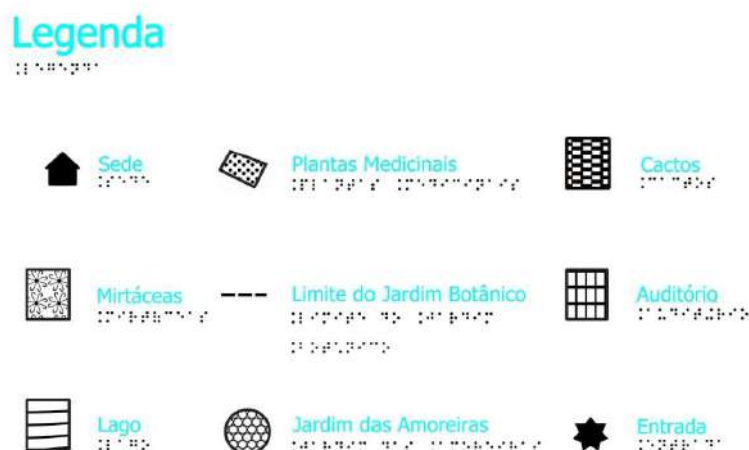 Legenda
⠨⠇⠑⠛⠑⠝⠙⠁
Sede
⠨⠎⠑⠙⠑
Plantas Medicinais
⠨⠏⠇⠁⠝⠞⠁⠎ ⠨⠍⠑⠙⠊⠉⠊⠝⠁⠊⠎
Cactos
⠨⠉⠁⠉⠞⠕⠎
Mirtáceas
⠨⠍⠊⠗⠞⠷⠉⠑⠁⠎
Limite do Jardim Botânico
⠨⠇⠊⠍⠊⠞⠑ ⠙⠕ ⠨⠚⠁⠗⠙⠊⠍
⠨⠃⠕⠞⠡⠝⠊⠉⠕
Auditório
⠨⠁⠥⠙⠊⠞⠬⠗⠊⠕
Lago
⠨⠇⠁⠛⠕
Jardim das Amoreiras
⠨⠚⠁⠗⠙⠊⠍ ⠙⠁⠎ ⠨⠁⠍⠕⠗⠑⠊⠗⠁⠎
Entrada
⠨⠑⠝⠞⠗⠁⠙⠁